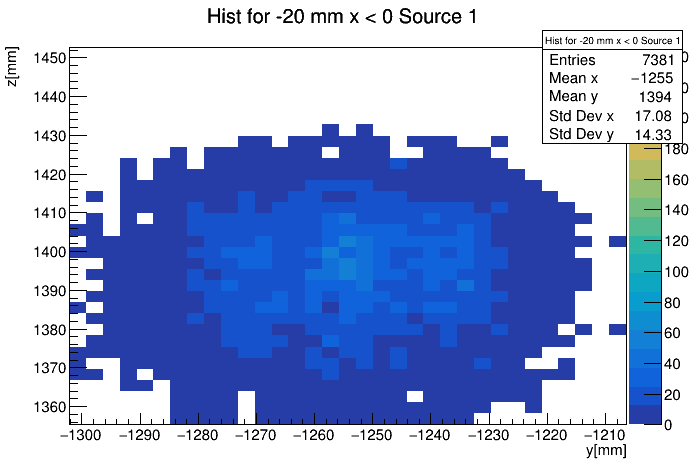 Hist for -20 mm x < 0 Source 1
z[mm]
1450
1440
1430
1420
1410
1400
1390
1380
1370
1360
−1300 −1290 −1280 −1270 −1260 −1250 −1240 −1230 −1220 −1210
y[mm]
Hist for -20 mm x < 0 Source 1
Entries 7381
Mean x −1255
Mean y 1394
Std Dev x 17.08
Std Dev y 14.33
180
160
140
120
100
80
60
40
20
0